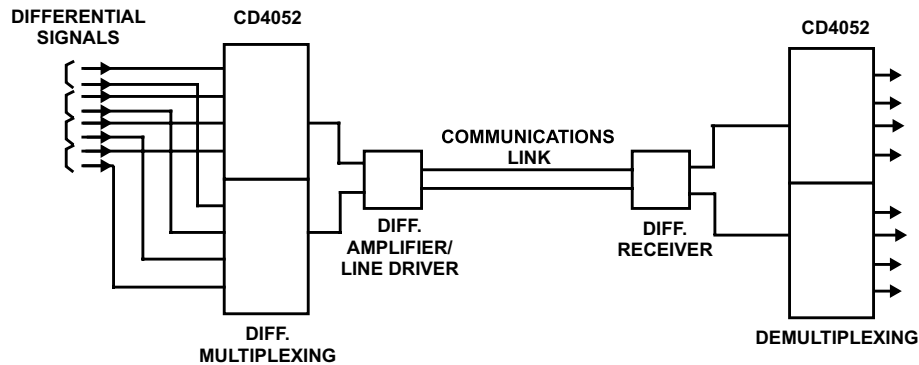 DIFFERENTIAL
SIGNALS
CD4052
CD4052
COMMUNICATIONS
LINK
DIFF.
AMPLIFIER/
LINE DRIVER
DIFF.
RECEIVER
DIFF.
MULTIPLEXING
DEMULTIPLEXING